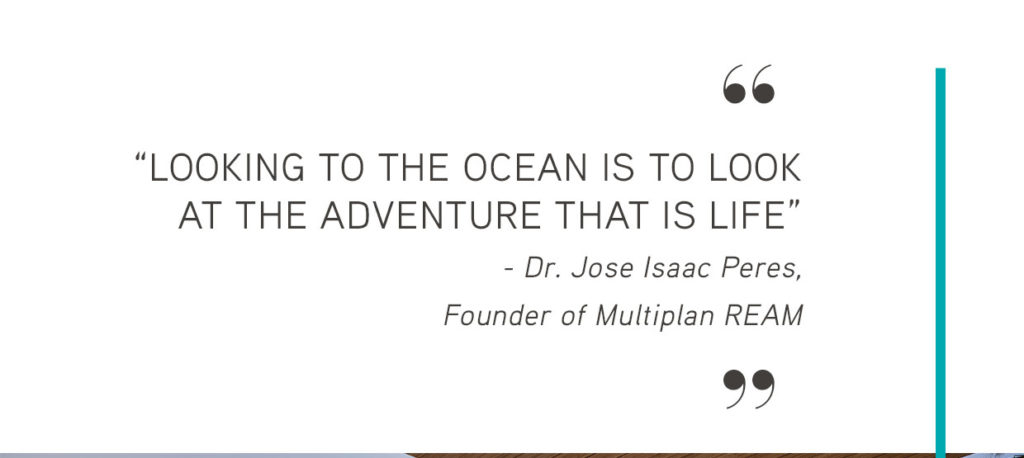 “
“LOOKING TO THE OCEAN IS TO LOOK
AT THE ADVENTURE THAT IS LIFE”
- Dr. Jose Isaac Peres,
Founder of Multiplan REAM
”